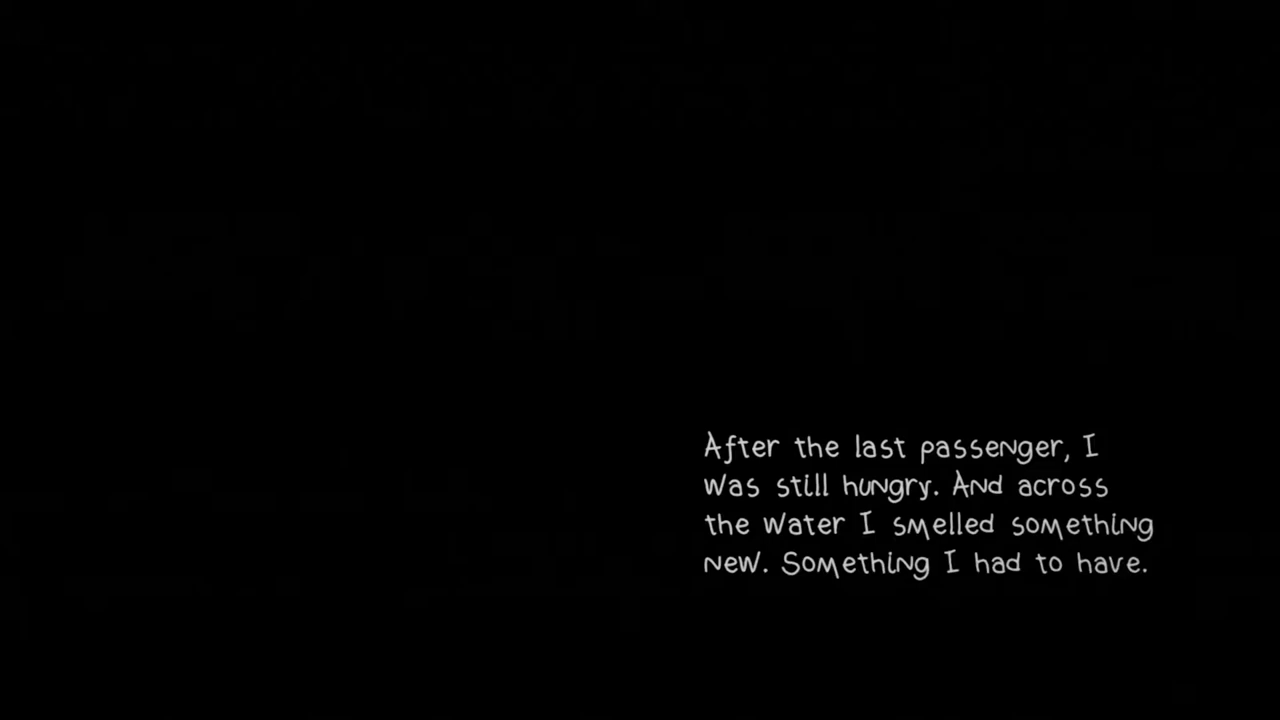 After the last passenger, I
was still hungry. And across
the water I smelled something
new. Something I had to have.